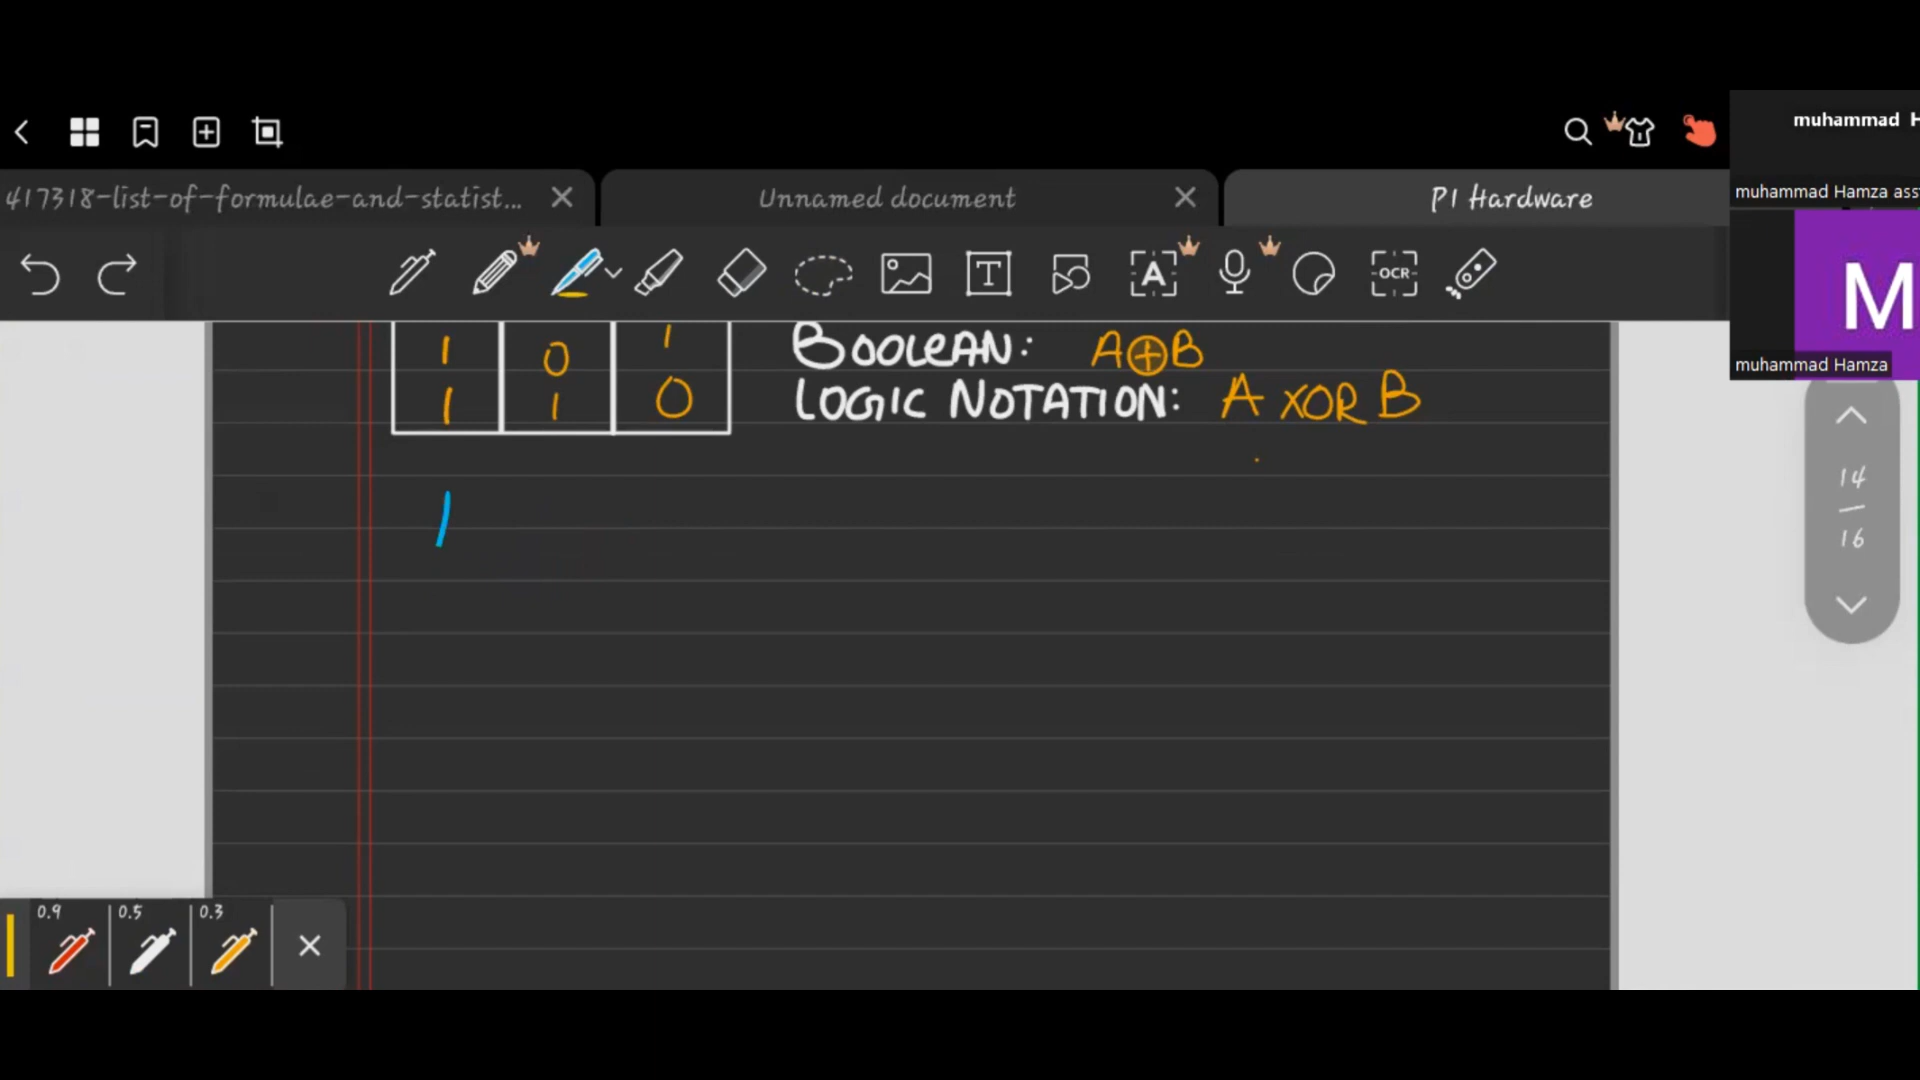 muhammad H
417318-list-of-formulae-and-statist...
Unnamed document
P1 Hardware
muhammad Hamza ass
T
A
OCR
M
muhammad Hamza
1 0 1
BOOLEAN: A⊕B
1 1 0
LOGIC NOTATION: A XOR B
14
16
0.9
0.5
0.3